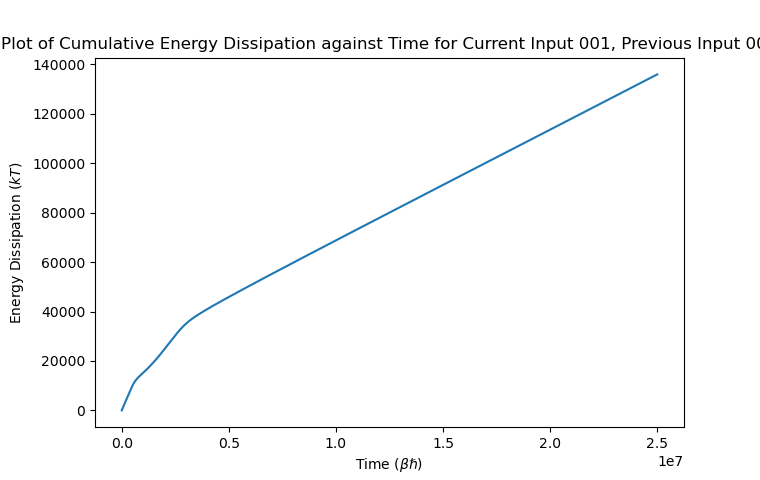 Plot of Cumulative Energy Dissipation against Time for Current Input 001, Previous Input 00
140000
120000
100000
80000
60000
40000
20000
0
Energy Dissipation (kT)
0.0 0.5 1.0 1.5 2.0 2.5
1e7
Time (βħ)